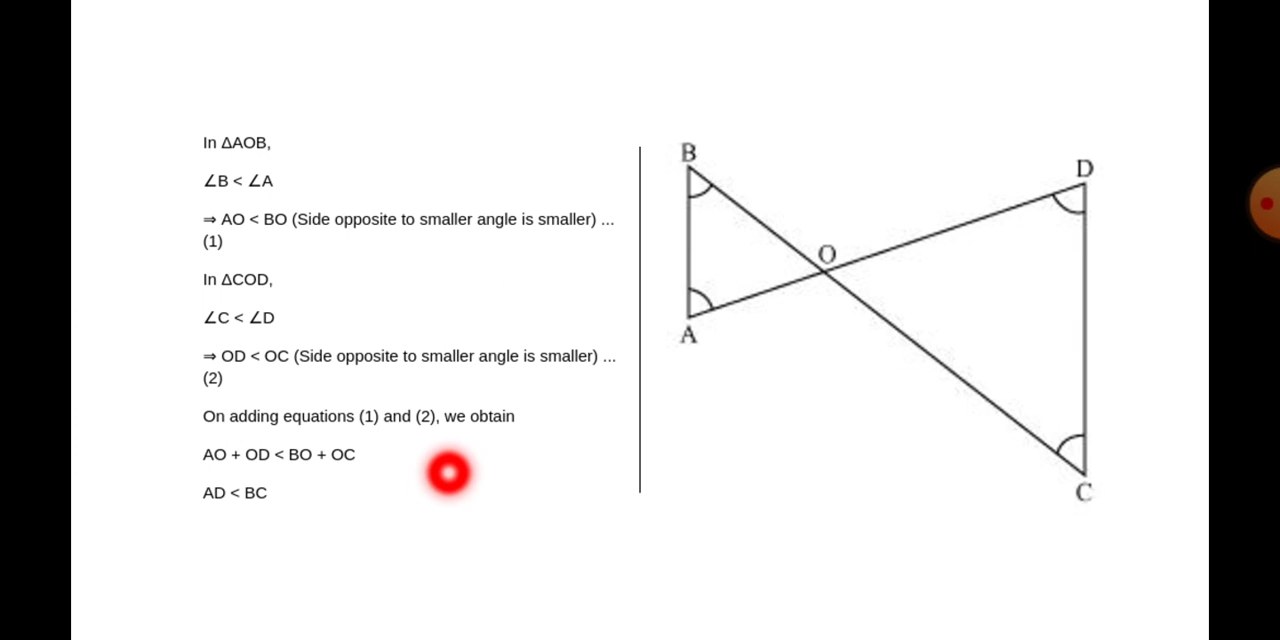 In ΔAOB,
∠B < ∠A
⇒ AO < BO (Side opposite to smaller angle is smaller) ...
(1)
In ΔCOD,
∠C < ∠D
⇒ OD < OC (Side opposite to smaller angle is smaller) ...
(2)
On adding equations (1) and (2), we obtain
AO + OD < BO + OC
AD < BC
B
D
O
A
C